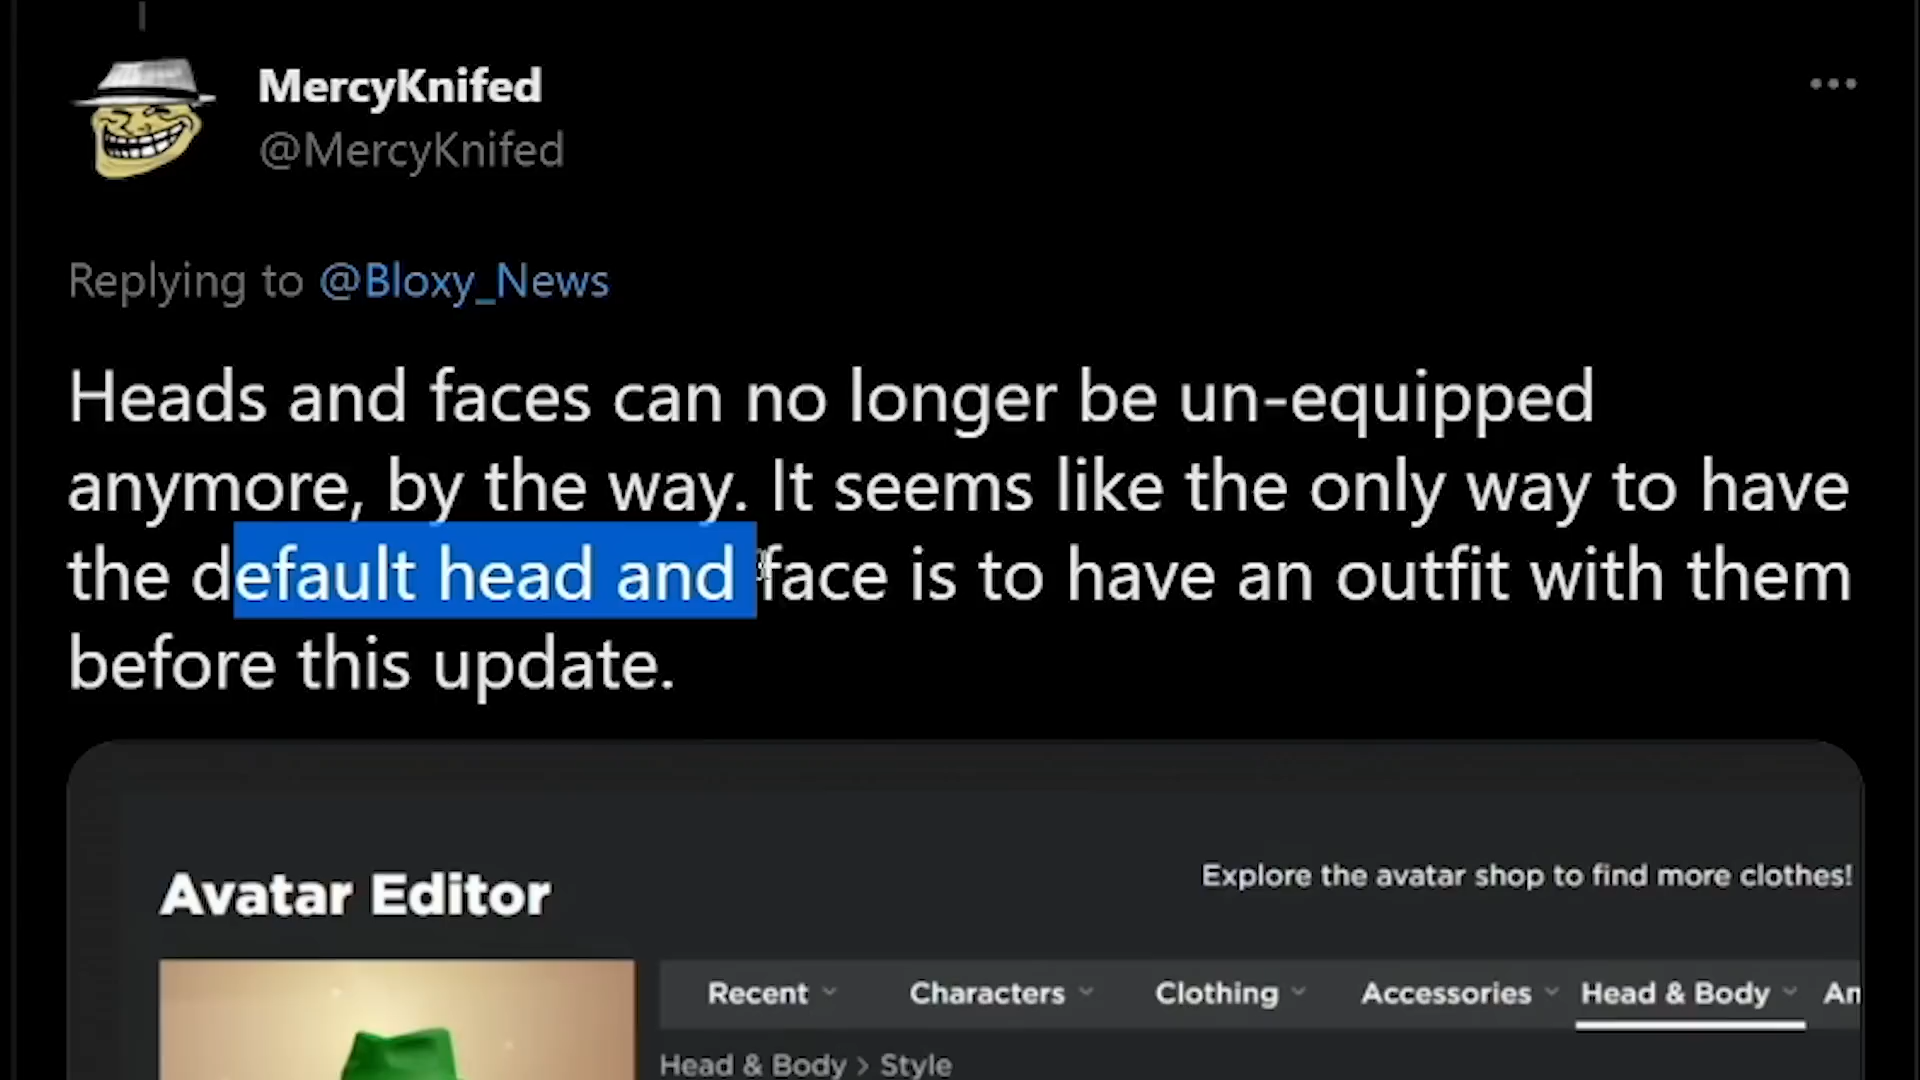 MercyKnifed
@MercyKnifed
Replying to @Bloxy_News
Heads and faces can no longer be un-equipped
anymore, by the way. It seems like the only way to have
the default head and face is to have an outfit with them
before this update.
Avatar Editor
Explore the avatar shop to find more clothes!
Recent
Characters
Clothing
Accessories
Head & Body
An
Head & Body > Style